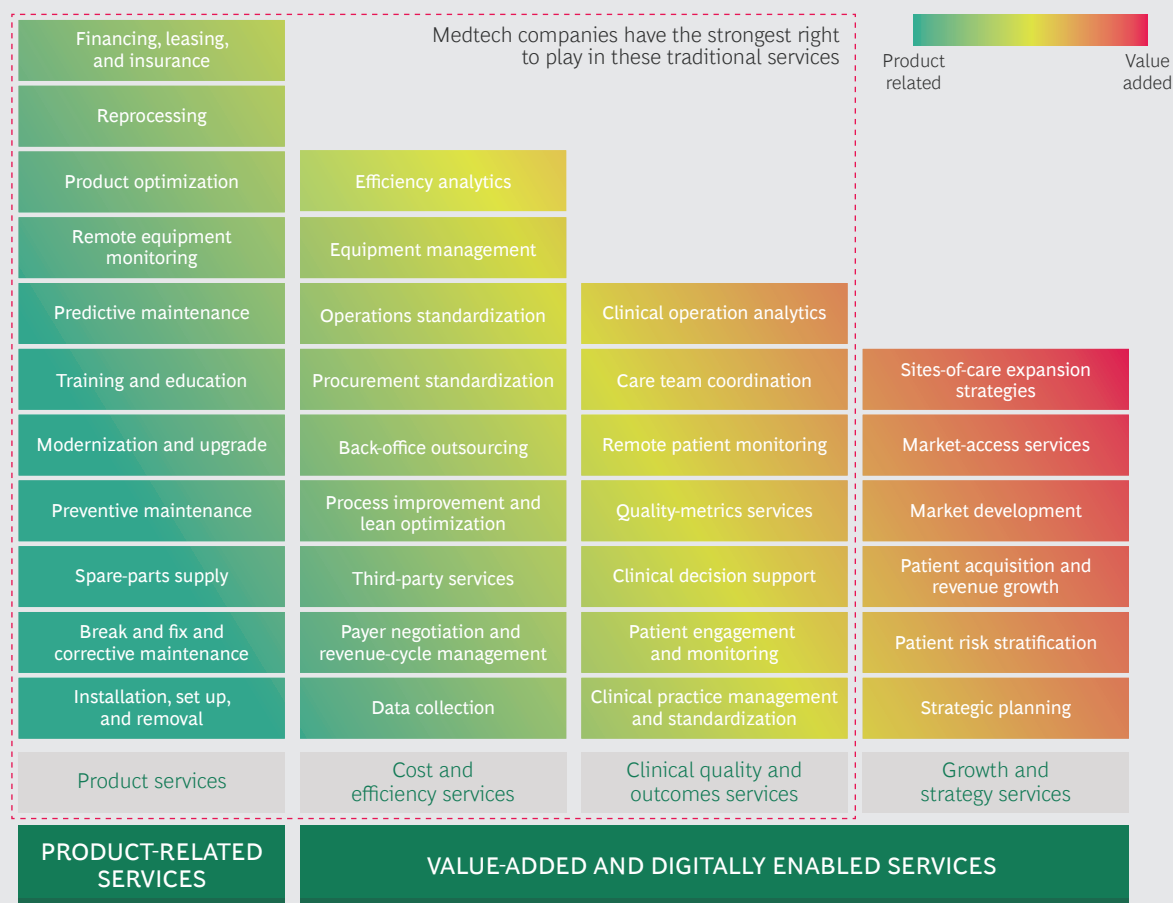 Medtech companies have the strongest right
to play in these traditional services
Product
related
Value
added
Financing, leasing,
and insurance
Reprocessing
Product optimization
Remote equipment
monitoring
Predictive maintenance
Training and education
Modernization and upgrade
Preventive maintenance
Spare-parts supply
Break and fix and
corrective maintenance
Installation, set up,
and removal
Product services
Efficiency analytics
Equipment management
Operations standardization
Procurement standardization
Back-office outsourcing
Process improvement and
lean optimization
Third-party services
Payer negotiation and
revenue-cycle management
Data collection
Cost and
efficiency services
Clinical operation analytics
Care team coordination
Remote patient monitoring
Quality-metrics services
Clinical decision support
Patient engagement
and monitoring
Clinical practice management
and standardization
Clinical quality and
outcomes services
Sites-of-care expansion
strategies
Market-access services
Market development
Patient acquisition and
revenue growth
Patient risk stratification
Strategic planning
Growth and
strategy services
PRODUCT-RELATED
SERVICES
VALUE-ADDED AND DIGITALLY ENABLED SERVICES